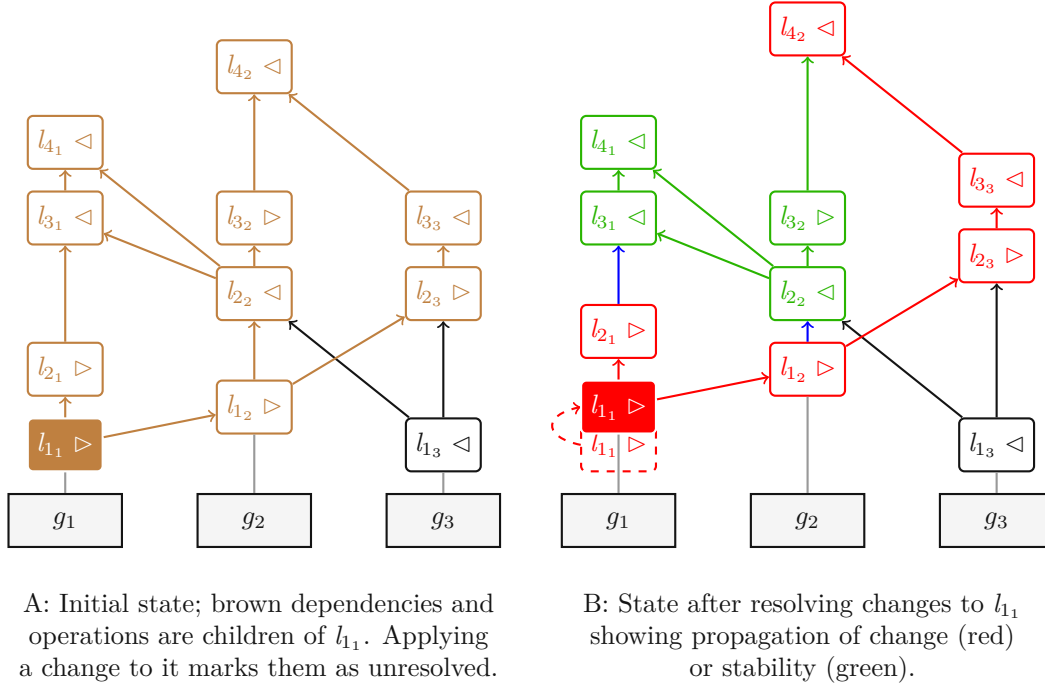 l₄₂ ◁
l₄₁ ◁
l₃₁ ◁
l₃₂ ▷
l₃₃ ◁
l₂₂ ◁
l₂₃ ▷
l₂₁ ▷
l₁₂ ▷
l₁₁ ▷
l₁₃ ◁
g₁
g₂
g₃
A: Initial state; brown dependencies and
operations are children of l₁₁. Applying
a change to it marks them as unresolved.
l₄₂ ◁
l₄₁ ◁
l₃₃ ◁
l₃₁ ◁
l₃₂ ▷
l₂₃ ▷
l₂₂ ◁
l₂₁ ▷
l₁₂ ▷
l₁₁ ▷
l₁₁ ▷
l₁₃ ◁
g₁
g₂
g₃
B: State after resolving changes to l₁₁
showing propagation of change (red)
or stability (green).